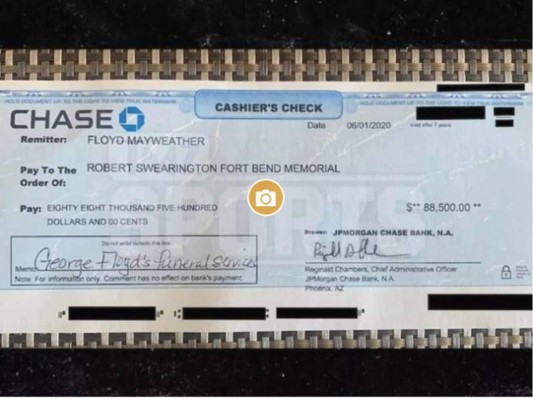 HOLD DOCUMENT UP TO THE LIGHT TO VIEW TRUE WATERMARK
CASHIER'S CHECK
CHASE
Date 06/01/2020
Void after 7 years
Remitter: FLOYD MAYWEATHER
Pay To The Order Of: ROBERT SWEARINGTON FORT BEND MEMORIAL
Pay: EIGHTY EIGHT THOUSAND FIVE HUNDRED
DOLLARS AND 00 CENTS
$** 88,500.00 **
SPORTS
Do not write outside this box
Memo: George Floyd's Funeral Services
Note: For information only. Comment has no effect on bank's payment.
Drawer: JPMORGAN CHASE BANK, N.A.
Reginald Chambers, Chief Administrative Officer
JPMorgan Chase Bank, N.A.
Phoenix, AZ